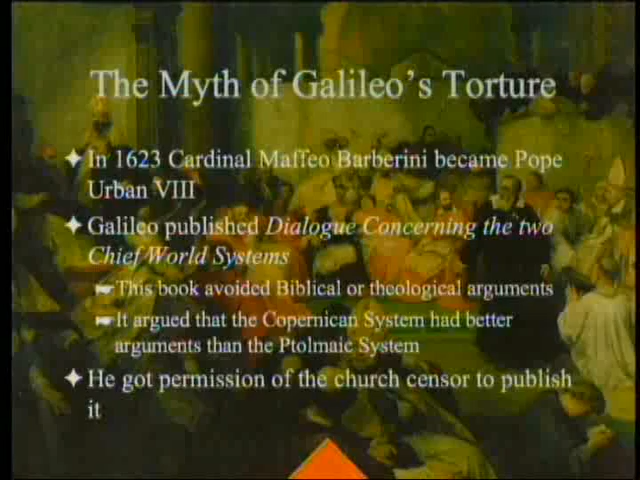 The Myth of Galileo's Torture
In 1623 Cardinal Maffeo Barberini became Pope
Urban VIII
Galileo published Dialogue Concerning the two
Chief World Systems
This book avoided Biblical or theological arguments
It argued that the Copernican System had better
arguments than the Ptolmaic System
He got permission of the church censor to publish
it